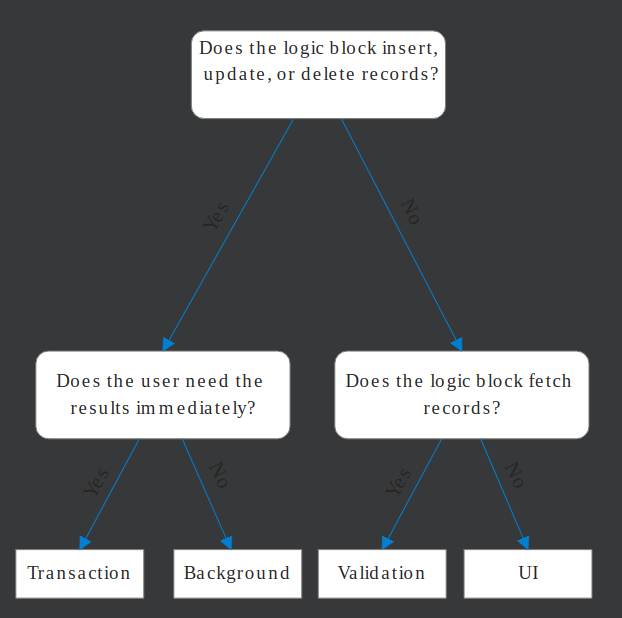 Does the logic block insert,
update, or delete records?
Yes
No
Does the user need the
results immediately?
Does the logic block fetch
records?
Yes
No
Yes
No
Transaction
Background
Validation
UI